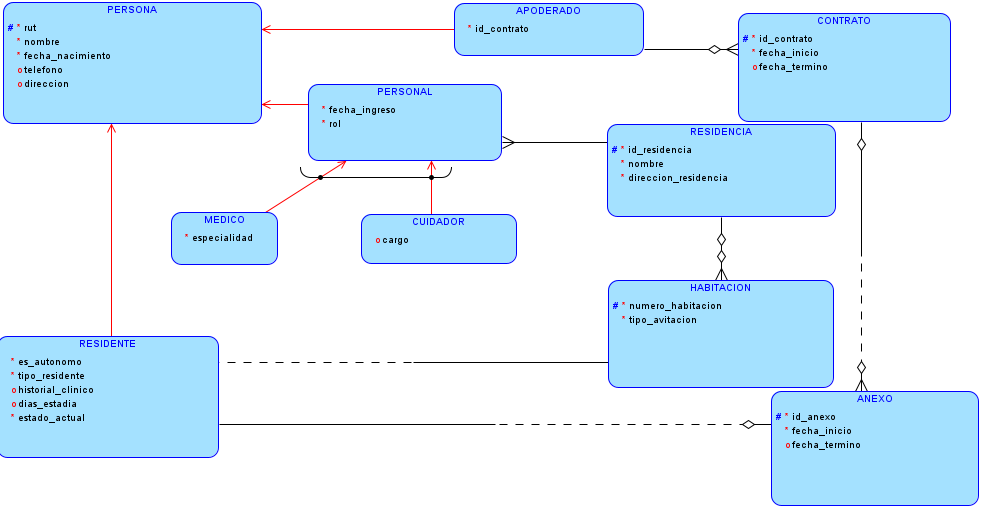 PERSONA
# * rut
* nombre
* fecha_nacimiento
o telefono
o direccion
APODERADO
* id_contrato
CONTRATO
# * id_contrato
* fecha_inicio
o fecha_termino
PERSONAL
* fecha_ingreso
* rol
RESIDENCIA
# * id_residencia
* nombre
* direccion_residencia
MEDICO
* especialidad
CUIDADOR
o cargo
HABITACION
# * numero_habitacion
* tipo_avitacion
RESIDENTE
* es_autonomo
* tipo_residente
o historial_clinico
o dias_estadia
* estado_actual
ANEXO
# * id_anexo
* fecha_inicio
o fecha_termino